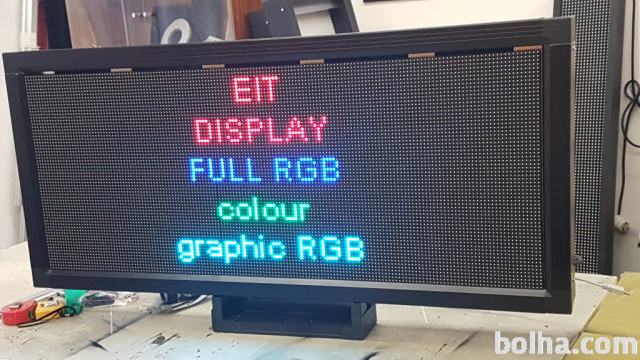 EIT
DISPLAY
FULL RGB
colour
graphic RGB
bolha.com